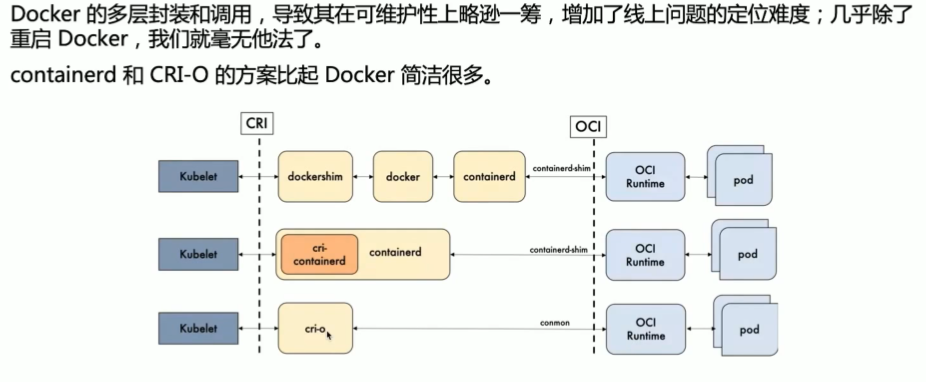 Docker 的多层封装和调用，导致其在可维护性上略逊一筹，增加了线上问题的定位难度；几乎除了
重启 Docker，我们就毫无他法了。
containerd 和 CRI-O 的方案比起 Docker 简洁很多。
CRI
OCI
Kubelet
dockershim
docker
containerd
containerd-shim
OCI
Runtime
pod
Kubelet
cri-
containerd
containerd
containerd-shim
OCI
Runtime
pod
Kubelet
cri-o
conmon
OCI
Runtime
pod